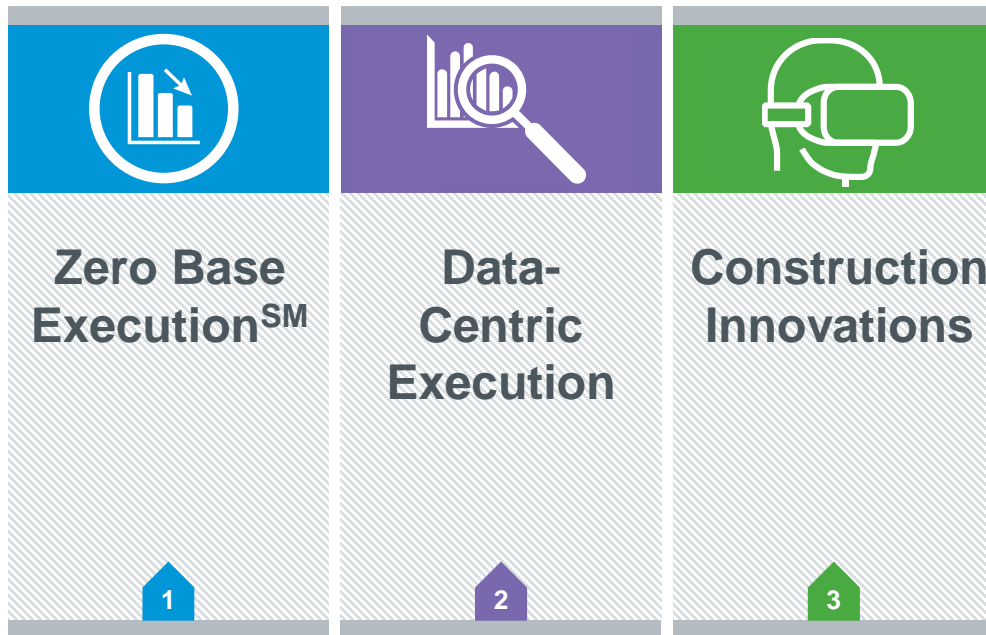 Zero Base
Execution℠
1
Data-
Centric
Execution
2
Construction
Innovations
3